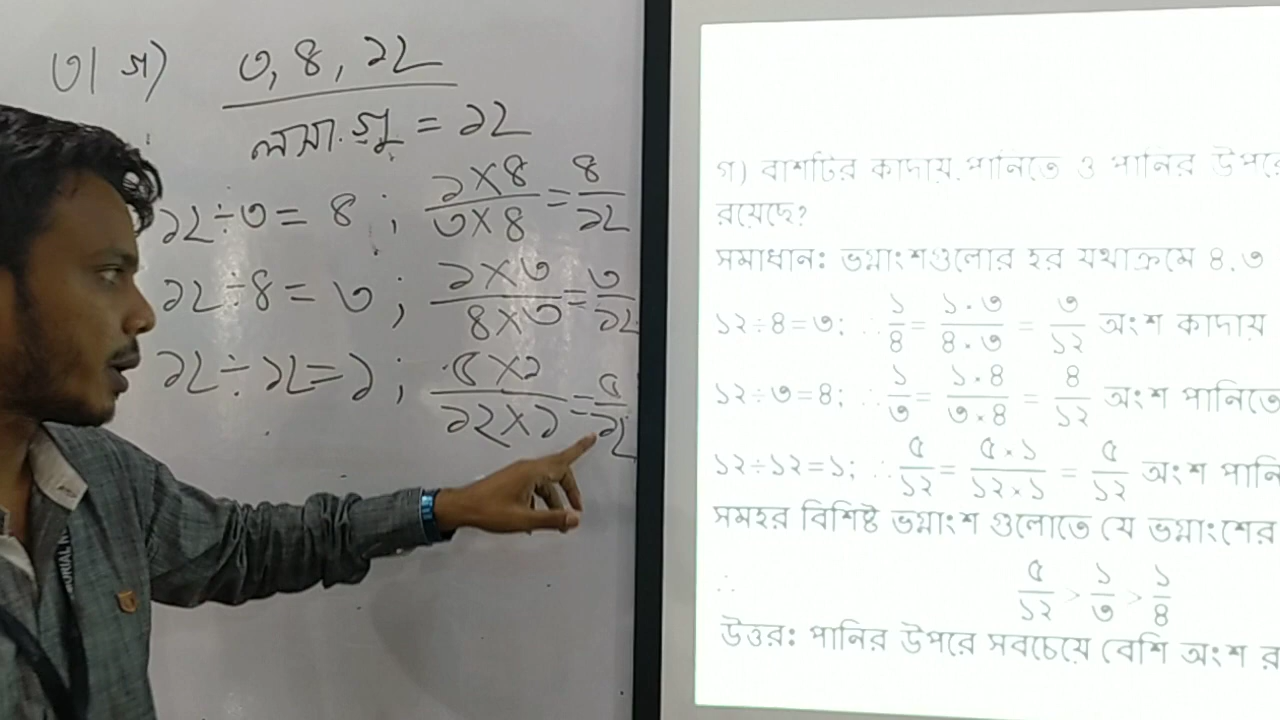 ৩। গ) ৩, ৪, ১২
ল.সা.গু = ১২
১২÷৩ = ৪ ; ১×৪/৩×৪ = ৪/১২
১২÷৪ = ৩ ; ১×৩/৪×৩ = ৩/১২
১২÷১২=১ ; ৫×১/১২×১ = ৫/১২
গ) বাশটির কাদায়, পানিতে ও পানির উপরে
রয়েছে?
সমাধান: ভগ্নাংশগুলোর হর যথাক্রমে ৪, ৩
১২÷৪=৩; ∴ ১/৪ = ১×৩/৪×৩ = ৩/১২ অংশ কাদায়
১২÷৩=৪; ∴ ১/৩ = ১×৪/৩×৪ = ৪/১২ অংশ পানিতে
১২÷১২=১; ∴ ৫/১২ = ৫×১/১২×১ = ৫/১২ অংশ পানি
সমহর বিশিষ্ট ভগ্নাংশ গুলোতে যে ভগ্নাংশের
∴ ৫/১২ > ১/৩ > ১/৪
উত্তর: পানির উপরে সবচেয়ে বেশি অংশ র